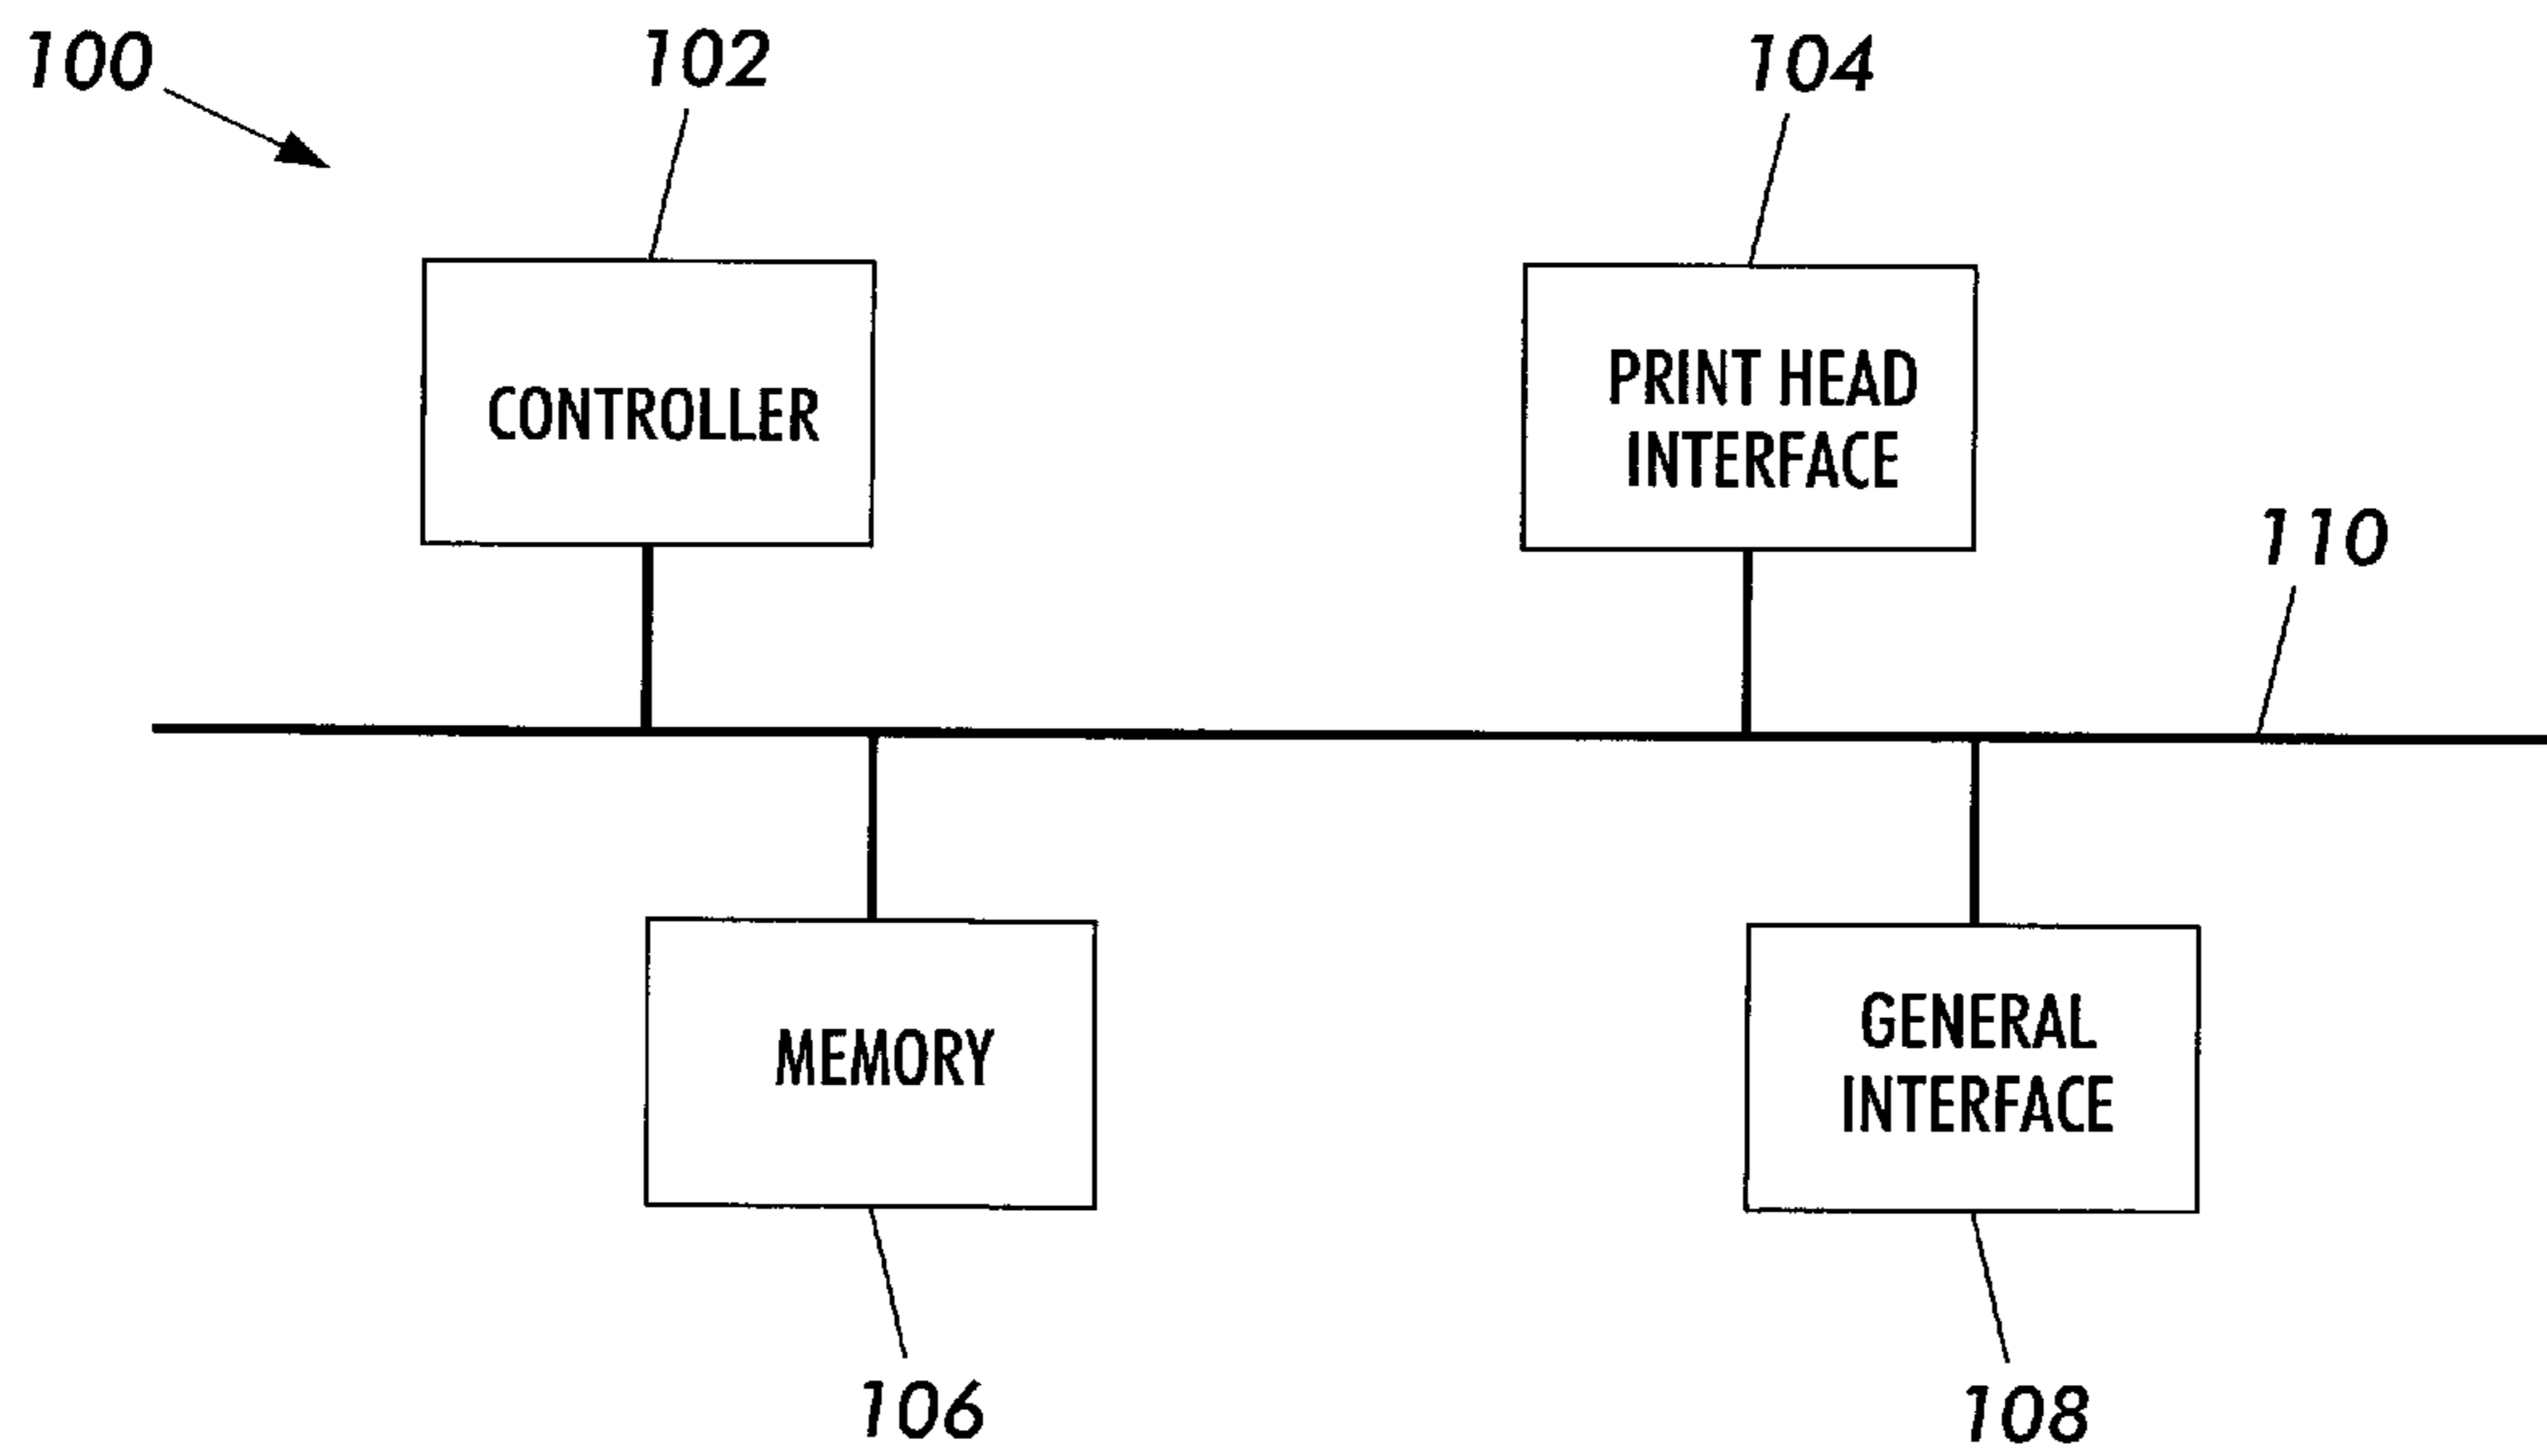 100
102
104
CONTROLLER
PRINT HEAD
INTERFACE
110
MEMORY
GENERAL
INTERFACE
106
108